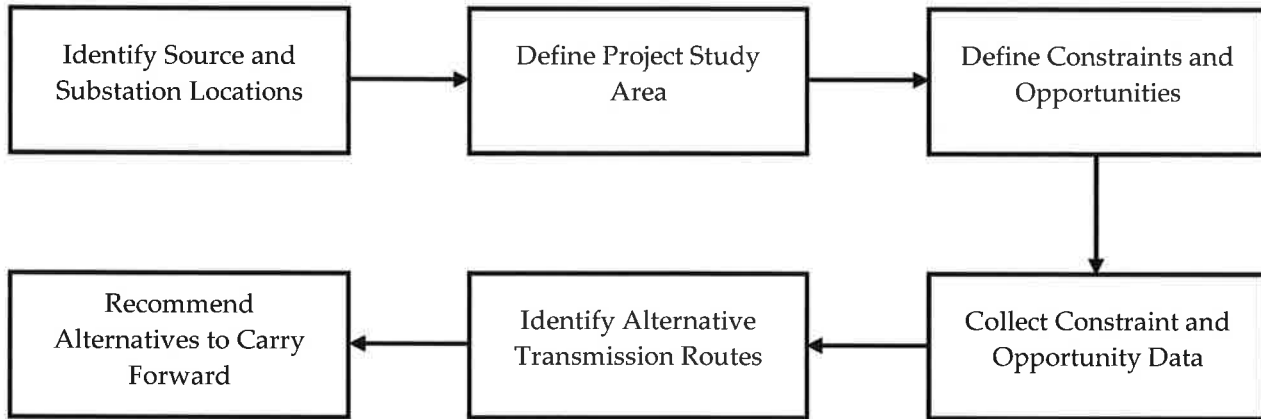 Identify Source and
Substation Locations
Define Project Study
Area
Define Constraints and
Opportunities
Collect Constraint and
Opportunity Data
Identify Alternative
Transmission Routes
Recommend
Alternatives to Carry
Forward